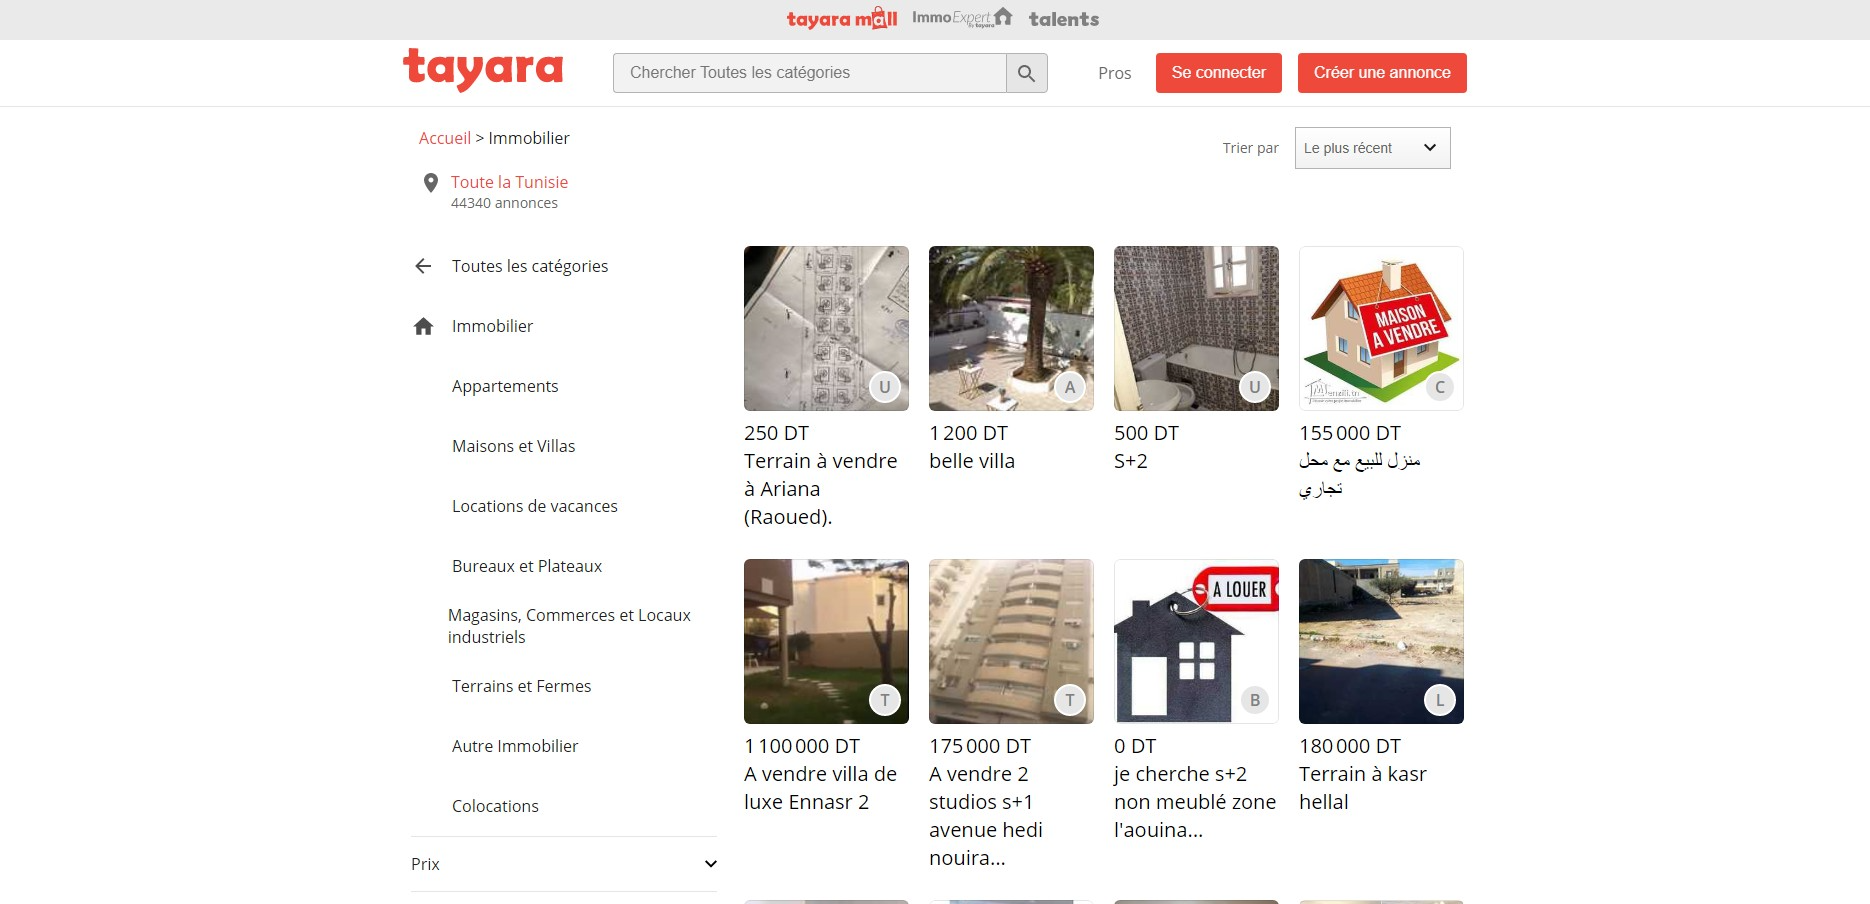 tayara mall ImmoExpert by tayara talents
tayara
Chercher Toutes les catégories
Pros
Se connecter
Créer une annonce
Accueil > Immobilier
Trier par
Le plus récent
Toute la Tunisie
44340 annonces
Toutes les catégories
Immobilier
Appartements
Maisons et Villas
Locations de vacances
Bureaux et Plateaux
Magasins, Commerces et Locaux
industriels
Terrains et Fermes
Autre Immobilier
Colocations
Prix
U
250 DT
Terrain à vendre
à Ariana
(Raoued).
A
1 200 DT
belle villa
U
500 DT
S+2
MAISON
A VENDRE
C
155 000 DT
منزل للبيع مع محل
تجاري
T
1 100 000 DT
A vendre villa de
luxe Ennasr 2
T
175 000 DT
A vendre 2
studios s+1
avenue hedi
nouira...
A LOUER
B
0 DT
je cherche s+2
non meublé zone
l'aouina...
L
180 000 DT
Terrain à kasr
hellal